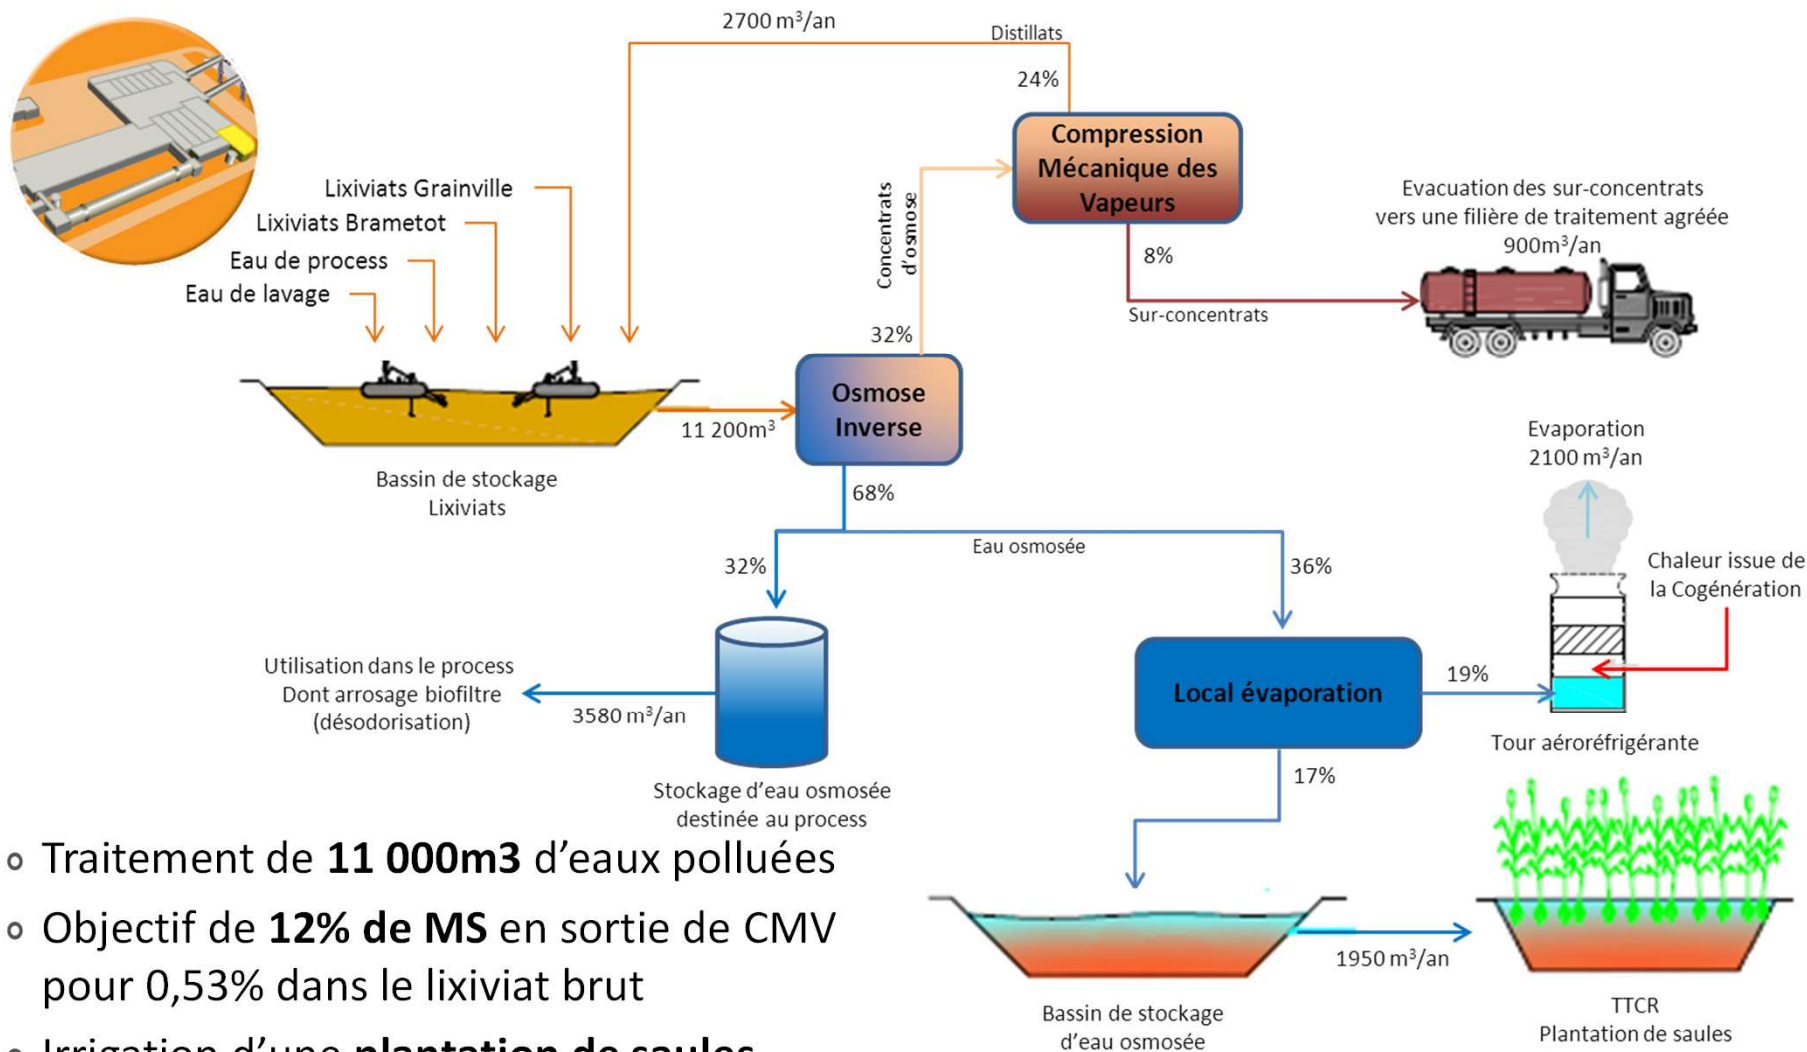 2700 m³/an
Distillats
24%
Compression
Mécanique des
Vapeurs
Lixiviats Grainville
Lixiviats Brametot
Eau de process
Eau de lavage
Concentrats
d'osmose
8%
Sur-concentrats
Evacuation des sur-concentrats
vers une filière de traitement agréée
900m³/an
32%
Osmose
Inverse
11 200m³
Bassin de stockage
Lixiviats
68%
Eau osmosée
32%
36%
Evaporation
2100 m³/an
Chaleur issue de
la Cogénération
Utilisation dans le process
Dont arrosage biofiltre
(désodorisation)
3580 m³/an
Stockage d'eau osmosée
destinée au process
Local évaporation
19%
Tour aéroréfrigérante
17%
1950 m³/an
Bassin de stockage
d'eau osmosée
TTCR
Plantation de saules
Traitement de 11 000m3 d'eaux polluées
Objectif de 12% de MS en sortie de CMV
pour 0,53% dans le lixiviat brut
Irrigation d'une plantation de saules